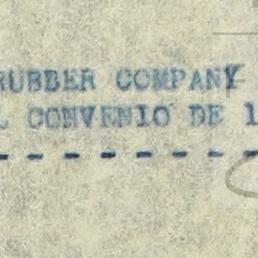 RUBBER COMPANY
CONVENIO DE 1
- - - - - - - -